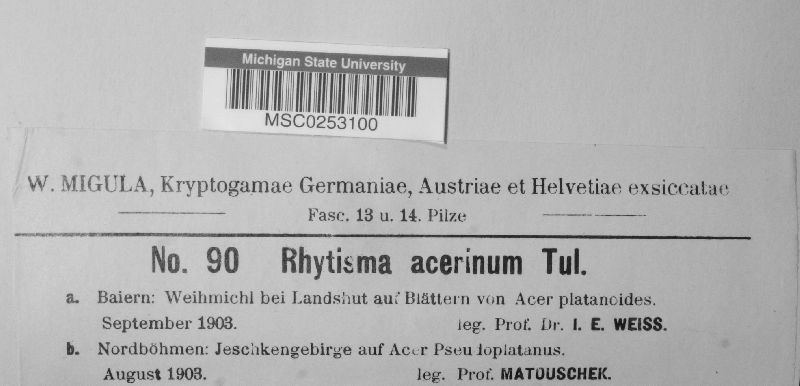 Michigan State University
MSC0253100
W. MIGULA, Kryptogamae Germaniae, Austriae et Helvetiae exsiccatae
Fasc. 13 u. 14. Pilze
No. 90 Rhytisma acerinum Tul.
a. Baiern: Weihmichl bei Landshut auf Blättern von Acer platanoides.
September 1903. leg. Prof. Dr. I. E. WEISS.
b. Nordböhmen: Jeschkengebirge auf Acer Pseudoplatanus.
August 1903. leg. Prof. MATOUSCHEK.